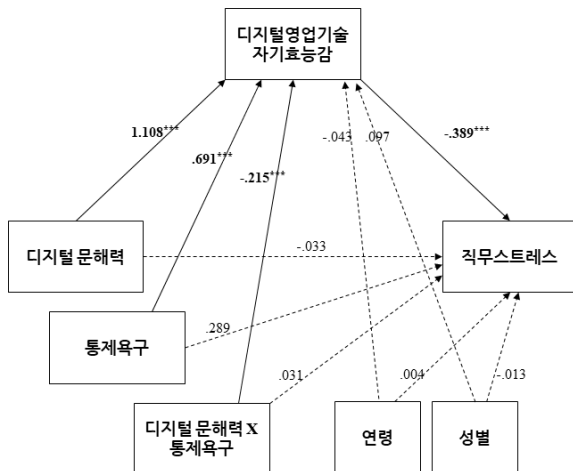 디지털영업기술
자기효능감
1.108***
.691***
-.215***
-.043
.097
-.389***
디지털 문해력
-.033
직무스트레스
통제욕구
.289
.031
.004
-.013
디지털 문해력 X
통제욕구
연령
성별